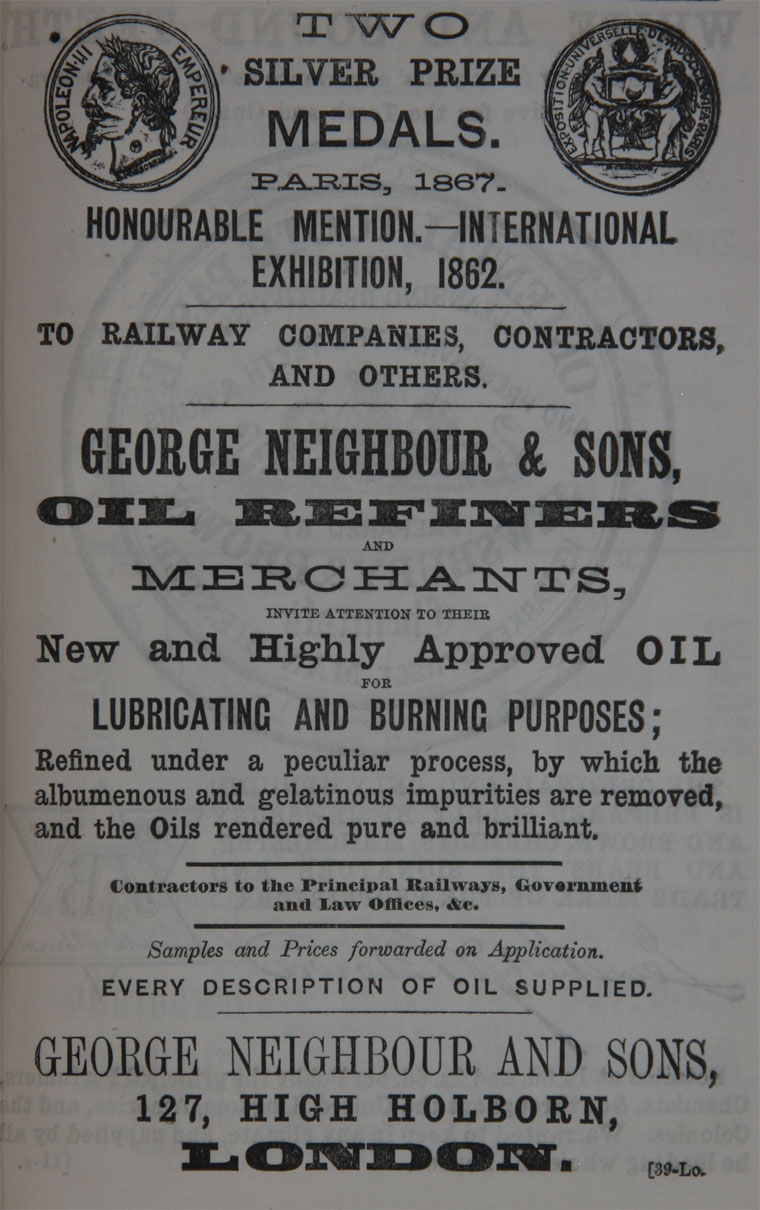 TWO
SILVER PRIZE
MEDALS.
PARIS, 1867.
NAPOLEON·III EMPEREUR
EXPOSITION·UNIVERSELLE PARIS
HONOURABLE MENTION.—INTERNATIONAL
EXHIBITION, 1862.
TO RAILWAY COMPANIES, CONTRACTORS,
AND OTHERS.
GEORGE NEIGHBOUR & SONS,
OIL REFINERS
AND
MERCHANTS,
INVITE ATTENTION TO THEIR
New and Highly Approved OIL
FOR
LUBRICATING AND BURNING PURPOSES;
Refined under a peculiar process, by which the
albumenous and gelatinous impurities are removed,
and the Oils rendered pure and brilliant.
Contractors to the Principal Railways, Government
and Law Offices, &c.
Samples and Prices forwarded on Application.
EVERY DESCRIPTION OF OIL SUPPLIED.
GEORGE NEIGHBOUR AND SONS,
127, HIGH HOLBORN,
LONDON.
[39-Lo.